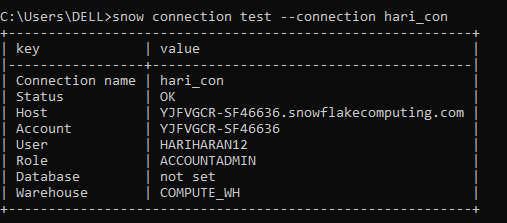 C:\Users\DELL>snow connection test --connection hari_con
+----------------------------------------------------------+
| key             | value                                  |
|-----------------+----------------------------------------|
| Connection name | hari_con                               |
| Status          | OK                                     |
| Host            | YJFVGCR-SF46636.snowflakecomputing.com |
| Account         | YJFVGCR-SF46636                        |
| User            | HARIHARAN12                            |
| Role            | ACCOUNTADMIN                           |
| Database        | not set                                |
| Warehouse       | COMPUTE_WH                             |
+----------------------------------------------------------+